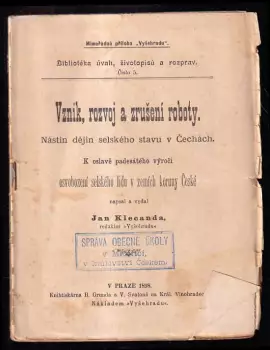 Mimořádná příloha „Vyšehradu“.
Bibliotéka úvah, životopisů a rozprav.
Číslo 5.
Vznik, rozvoj a zrušení roboty.
Nástin dějin selského stavu v Čechách.
K oslavě padesátého výročí
osvobození selského lidu v zemích koruny České
napsal a vydal
Jan Klecanda,
redaktor »Vyšehradu«
SPRÁVA OBECNÉ ŠKOLY
v
V PRAZE 1898.
Knihtiskárna B. Grunda a V. Svatoně na Král. Vinohradech
Nákladem »Vyšehradu«.